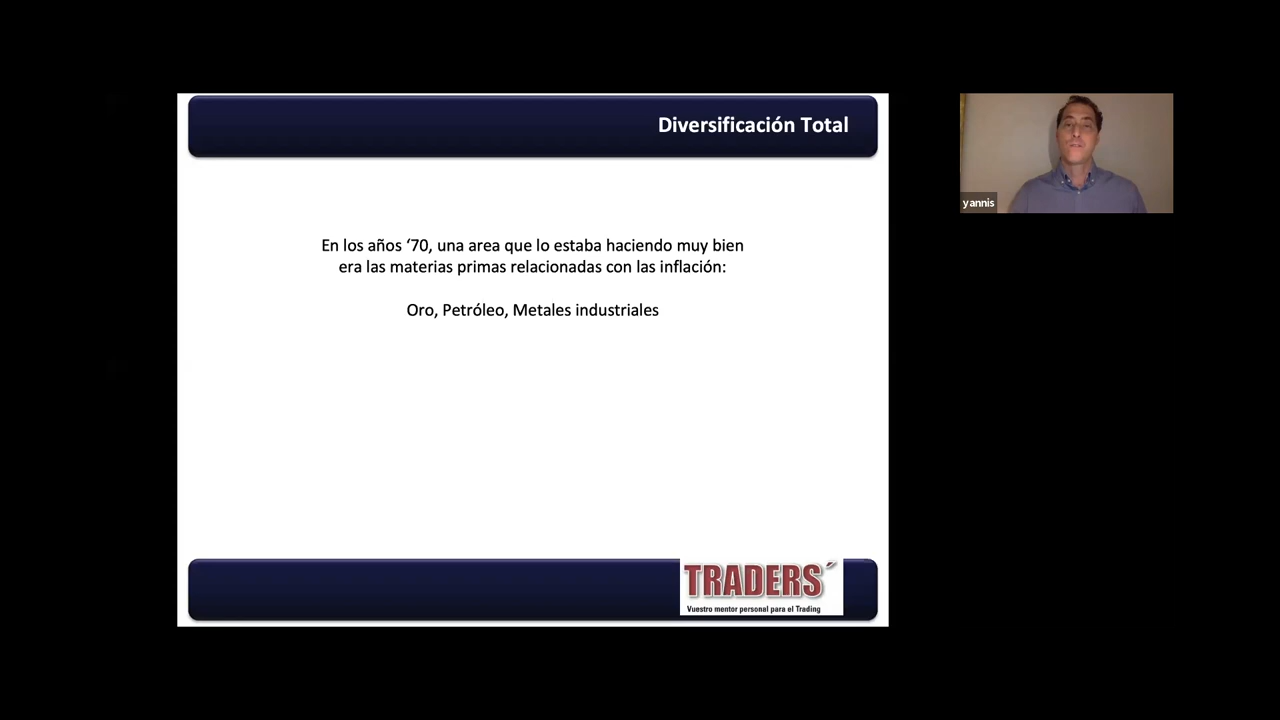 Diversificación Total
En los años ‘70, una area que lo estaba haciendo muy bien
era las materias primas relacionadas con las inflación:
Oro, Petróleo, Metales industriales
TRADERS´
Vuestro mentor personal para el Trading
yannis